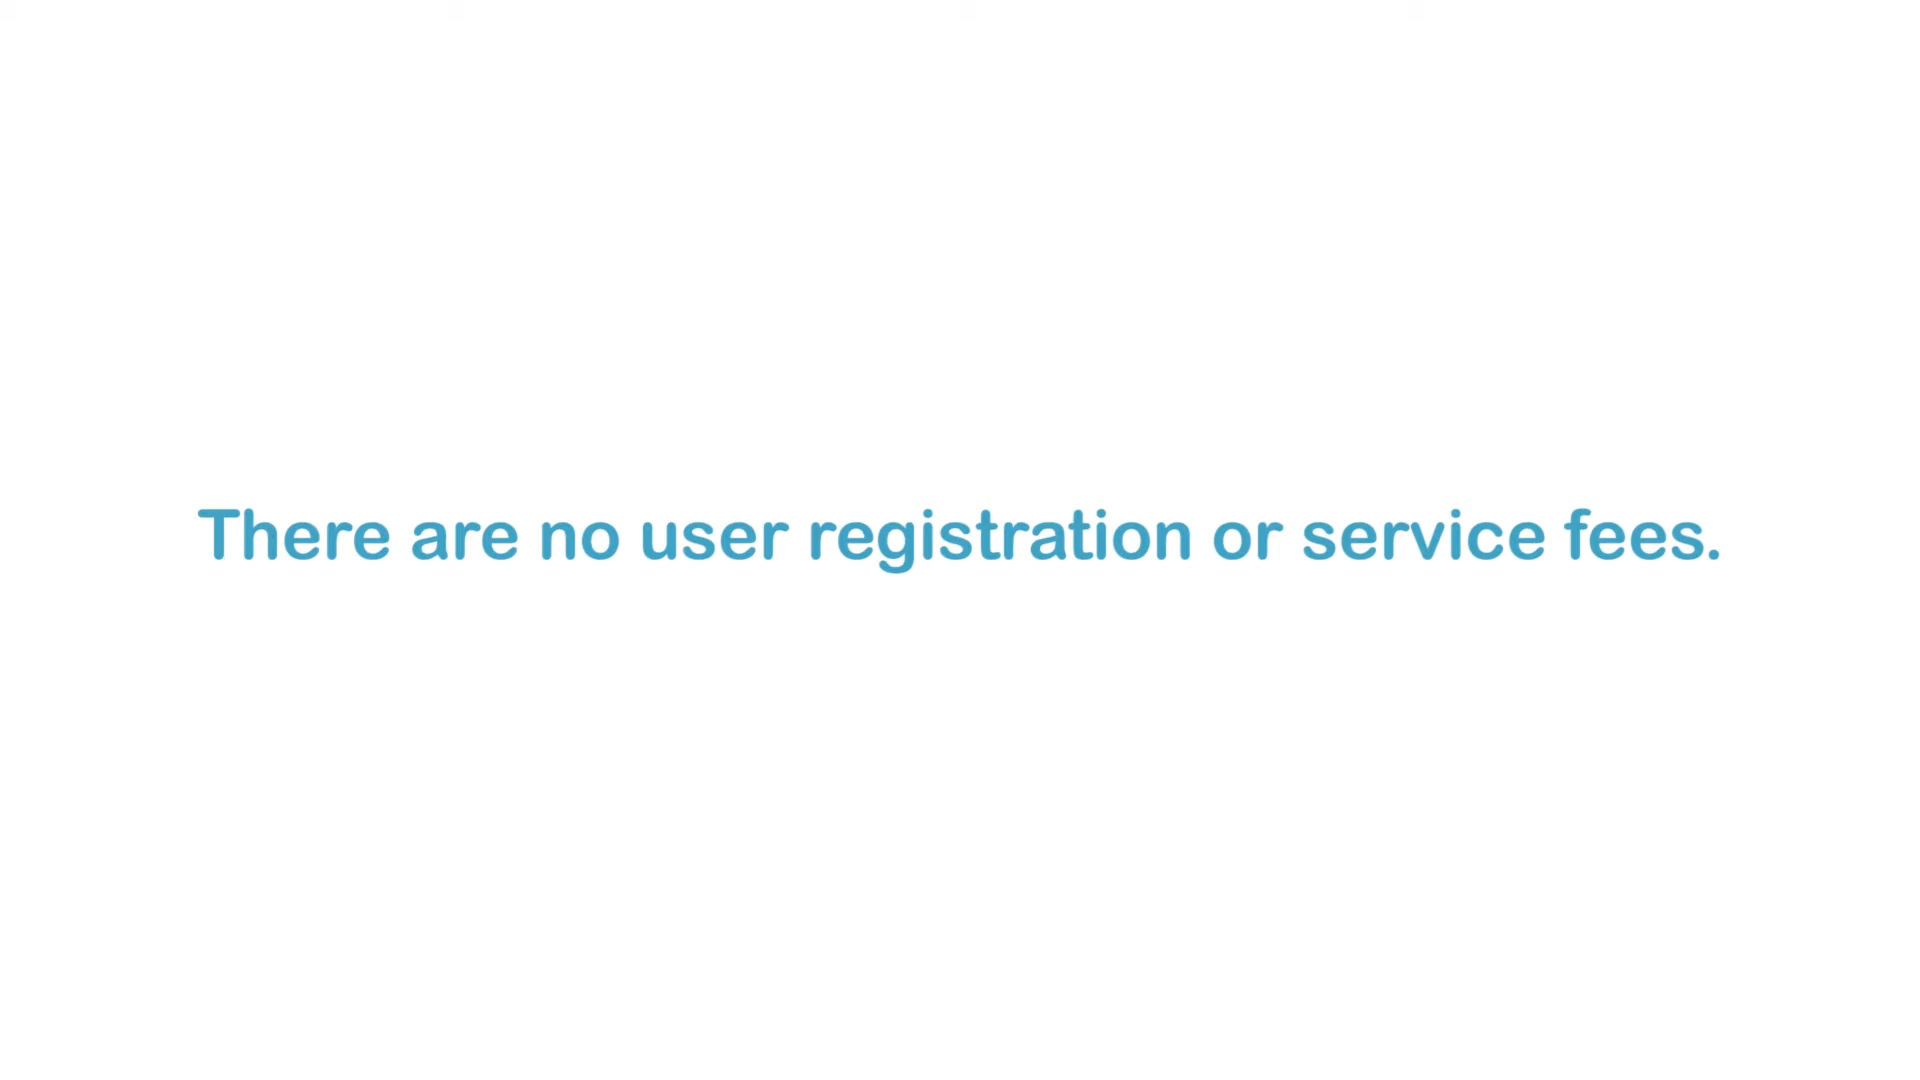 There are no user registration or service fees.